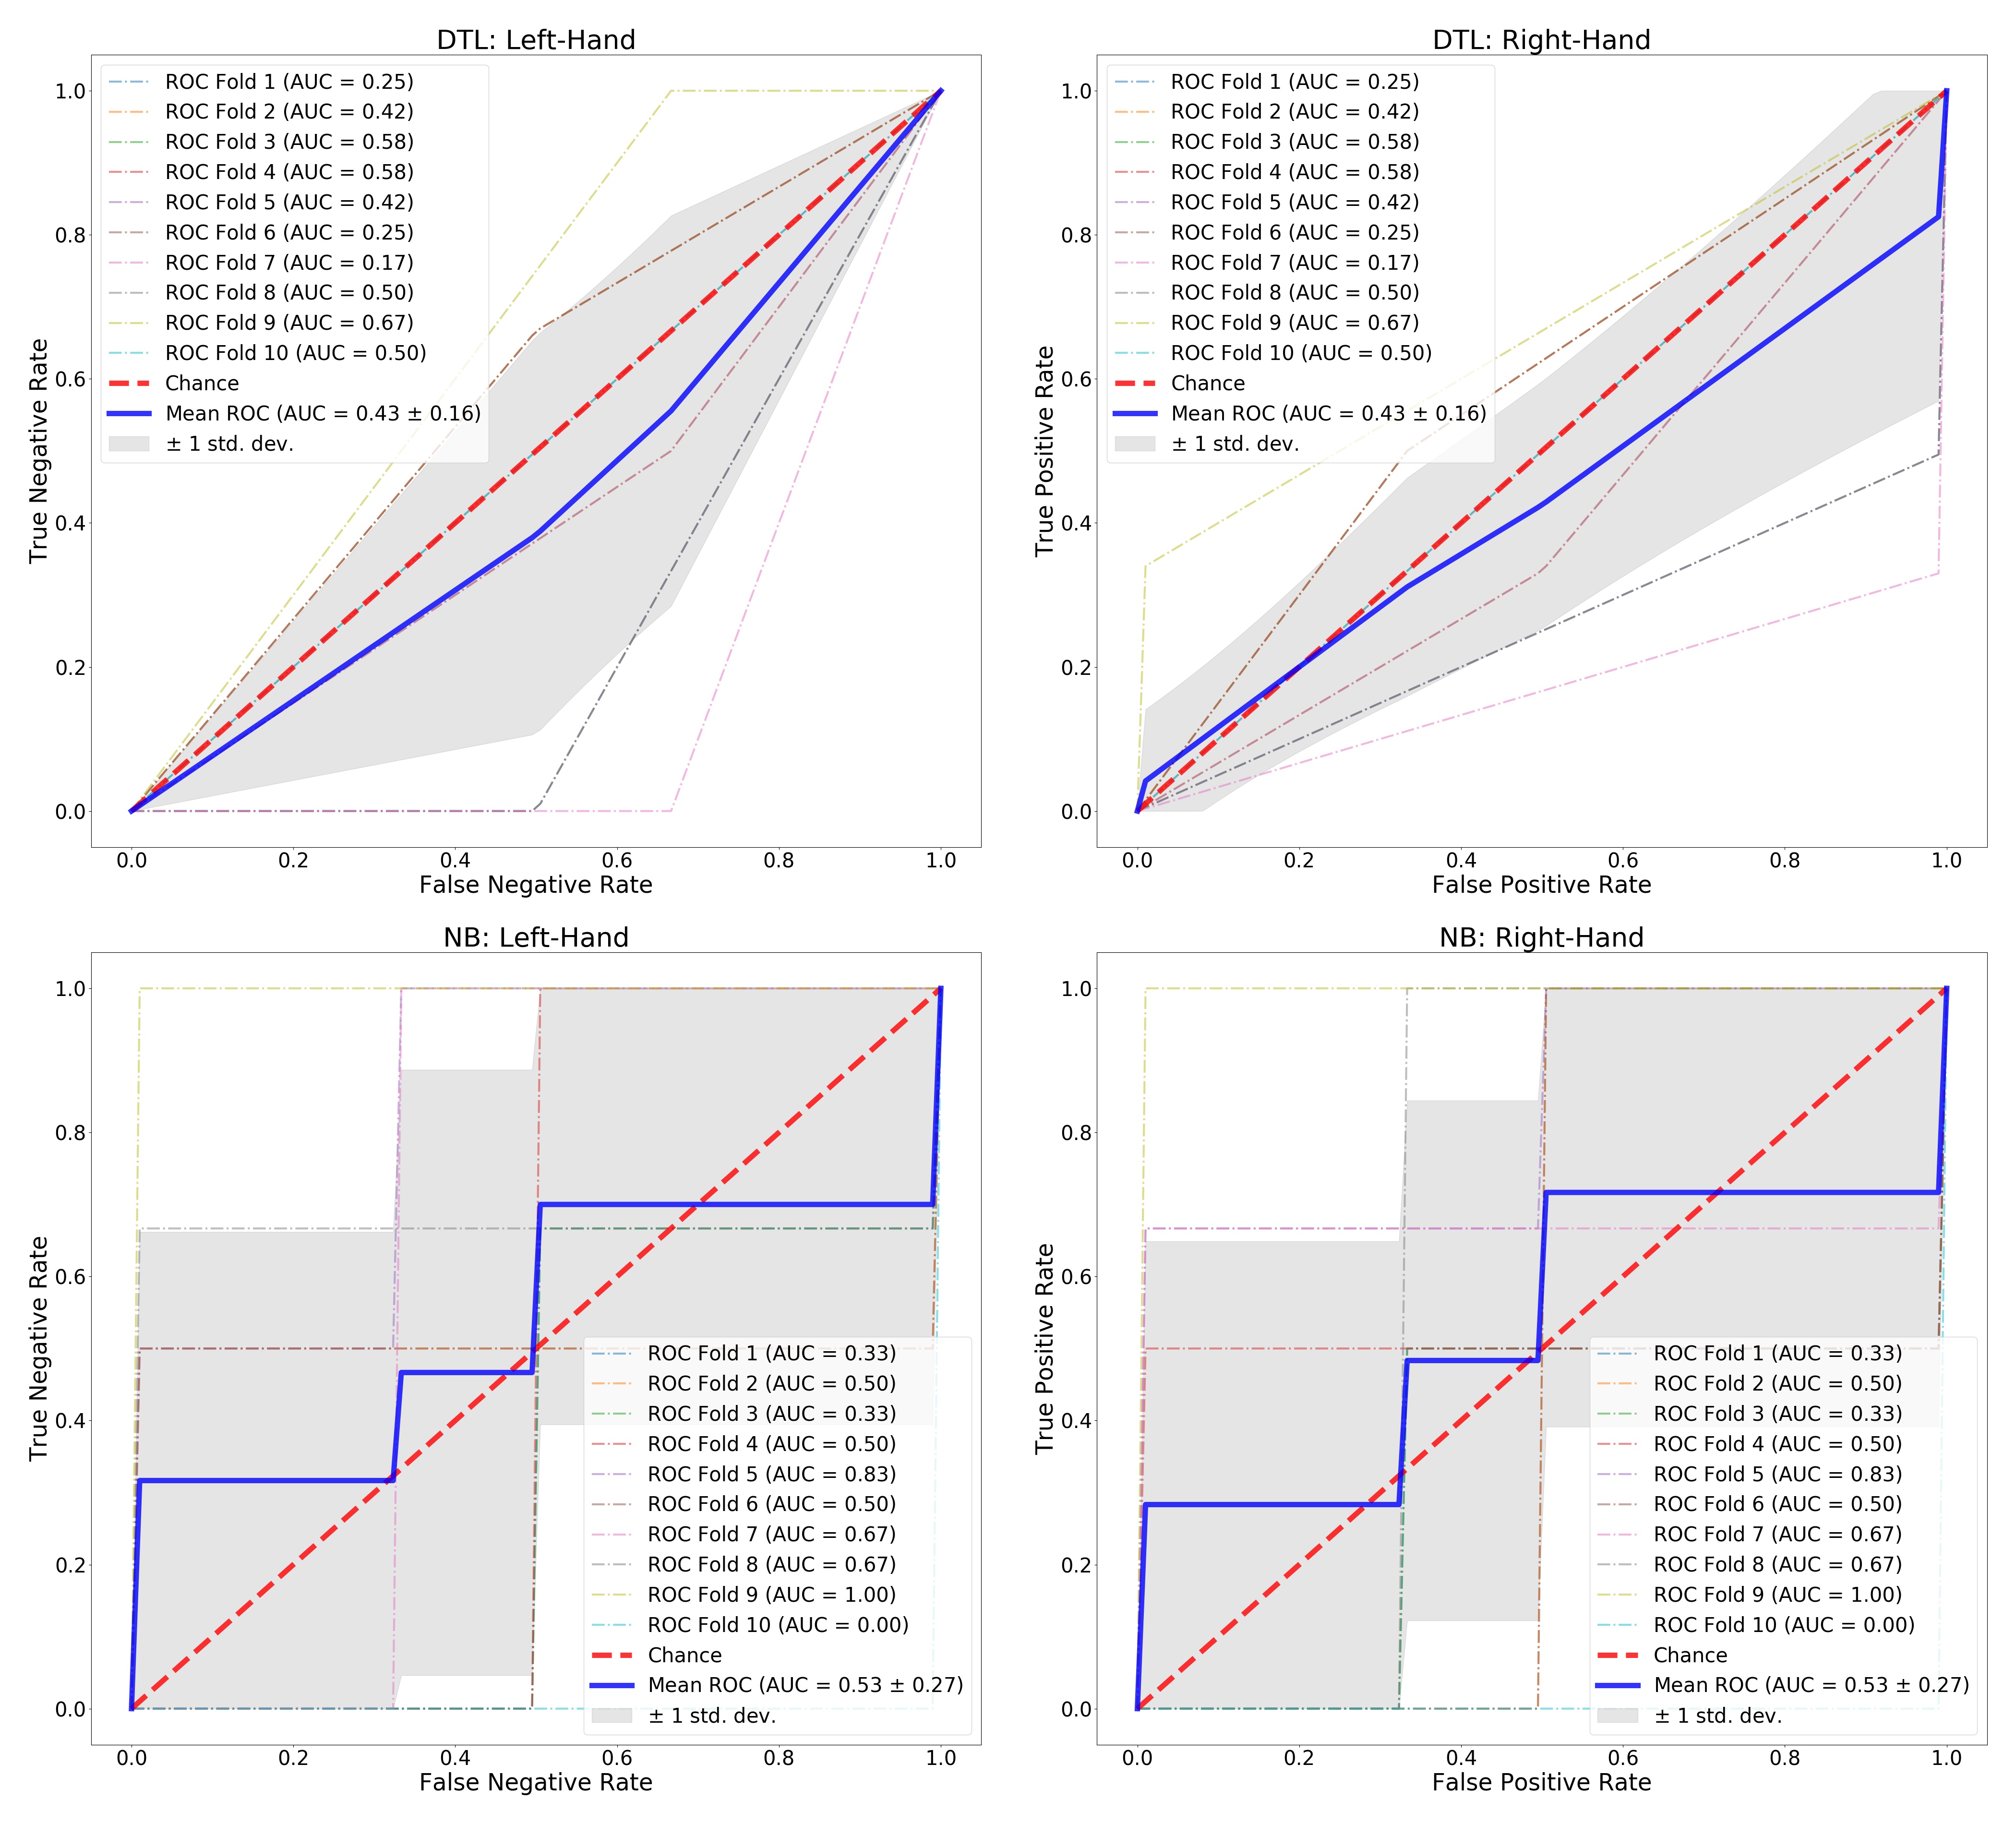 DTL: Left-Hand
True Negative Rate
1.0
0.8
0.6
0.4
0.2
0.0
ROC Fold 1 (AUC = 0.25)
ROC Fold 2 (AUC = 0.42)
ROC Fold 3 (AUC = 0.58)
ROC Fold 4 (AUC = 0.58)
ROC Fold 5 (AUC = 0.42)
ROC Fold 6 (AUC = 0.25)
ROC Fold 7 (AUC = 0.17)
ROC Fold 8 (AUC = 0.50)
ROC Fold 9 (AUC = 0.67)
ROC Fold 10 (AUC = 0.50)
Chance
Mean ROC (AUC = 0.43 ± 0.16)
± 1 std. dev.
0.0 0.2 0.4 0.6 0.8 1.0
False Negative Rate
DTL: Right-Hand
True Positive Rate
1.0
0.8
0.6
0.4
0.2
0.0
ROC Fold 1 (AUC = 0.25)
ROC Fold 2 (AUC = 0.42)
ROC Fold 3 (AUC = 0.58)
ROC Fold 4 (AUC = 0.58)
ROC Fold 5 (AUC = 0.42)
ROC Fold 6 (AUC = 0.25)
ROC Fold 7 (AUC = 0.17)
ROC Fold 8 (AUC = 0.50)
ROC Fold 9 (AUC = 0.67)
ROC Fold 10 (AUC = 0.50)
Chance
Mean ROC (AUC = 0.43 ± 0.16)
± 1 std. dev.
0.0 0.2 0.4 0.6 0.8 1.0
False Positive Rate
NB: Left-Hand
True Negative Rate
1.0
0.8
0.6
0.4
0.2
0.0
ROC Fold 1 (AUC = 0.33)
ROC Fold 2 (AUC = 0.50)
ROC Fold 3 (AUC = 0.33)
ROC Fold 4 (AUC = 0.50)
ROC Fold 5 (AUC = 0.83)
ROC Fold 6 (AUC = 0.50)
ROC Fold 7 (AUC = 0.67)
ROC Fold 8 (AUC = 0.67)
ROC Fold 9 (AUC = 1.00)
ROC Fold 10 (AUC = 0.00)
Chance
Mean ROC (AUC = 0.53 ± 0.27)
± 1 std. dev.
0.0 0.2 0.4 0.6 0.8 1.0
False Negative Rate
NB: Right-Hand
True Positive Rate
1.0
0.8
0.6
0.4
0.2
0.0
ROC Fold 1 (AUC = 0.33)
ROC Fold 2 (AUC = 0.50)
ROC Fold 3 (AUC = 0.33)
ROC Fold 4 (AUC = 0.50)
ROC Fold 5 (AUC = 0.83)
ROC Fold 6 (AUC = 0.50)
ROC Fold 7 (AUC = 0.67)
ROC Fold 8 (AUC = 0.67)
ROC Fold 9 (AUC = 1.00)
ROC Fold 10 (AUC = 0.00)
Chance
Mean ROC (AUC = 0.53 ± 0.27)
± 1 std. dev.
0.0 0.2 0.4 0.6 0.8 1.0
False Positive Rate